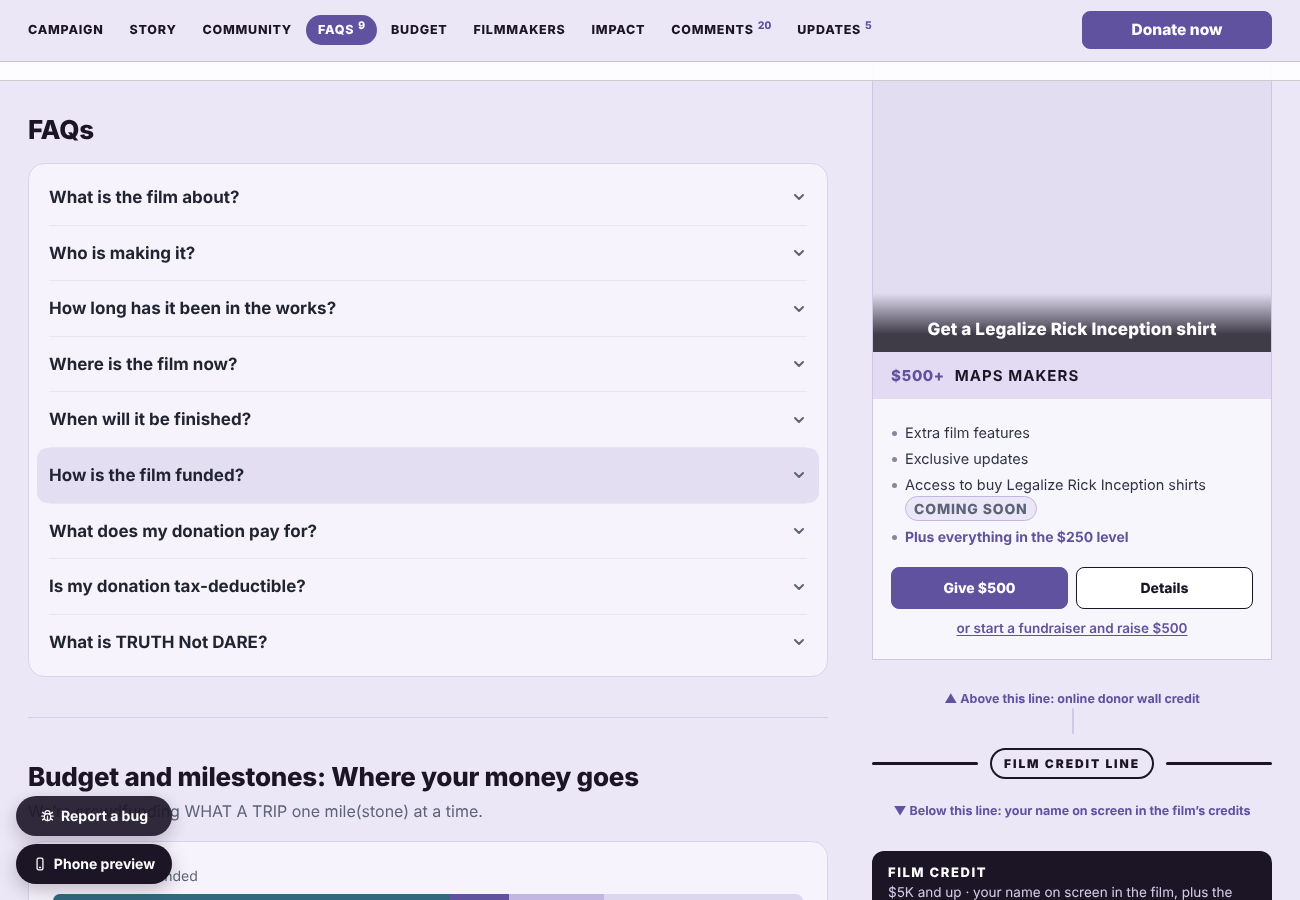 CAMPAIGN STORY COMMUNITY FAQS 9 BUDGET FILMMAKERS IMPACT COMMENTS 20 UPDATES 5 Donate now
FAQs
What is the film about?
Who is making it?
How long has it been in the works?
Where is the film now?
When will it be finished?
How is the film funded?
What does my donation pay for?
Is my donation tax-deductible?
What is TRUTH Not DARE?
Budget and milestones: Where your money goes
WHAT A TRIP one mile(stone) at a time.
Report a bug
Phone preview
Get a Legalize Rick Inception shirt
$500+ MAPS MAKERS
• Extra film features
• Exclusive updates
• Access to buy Legalize Rick Inception shirts
COMING SOON
• Plus everything in the $250 level
Give $500 Details
or start a fundraiser and raise $500
▲ Above this line: online donor wall credit
FILM CREDIT LINE
▼ Below this line: your name on screen in the film’s credits
FILM CREDIT
$5K and up · your name on screen in the film, plus the